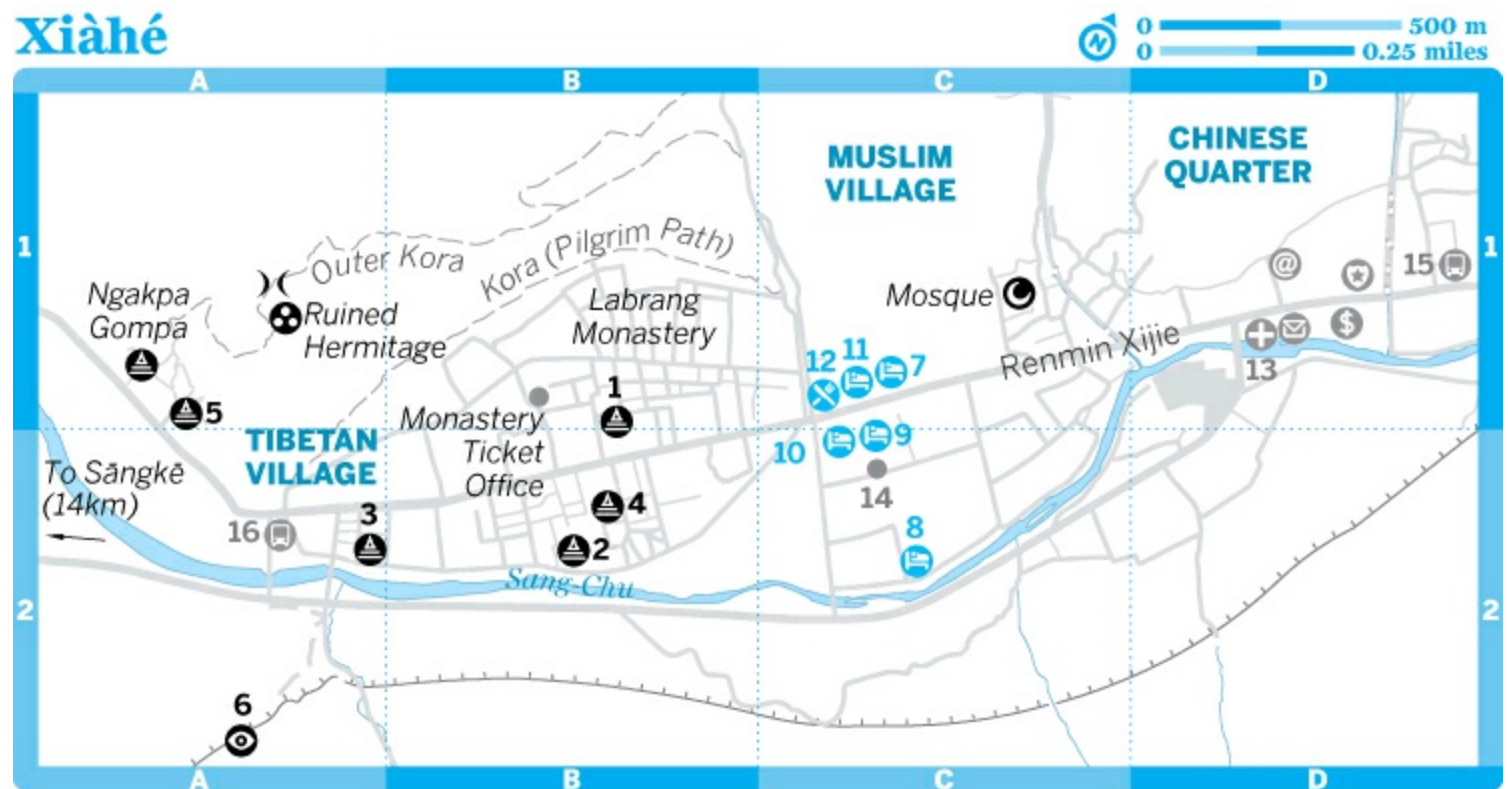 Xiàhé
0 500 m
0 0.25 miles
N
A B C D
1
1
2
2
A B C D
MUSLIM
VILLAGE
CHINESE
QUARTER
Outer Kora
Kora (Pilgrim Path)
Ngakpa
Gompa
Ruined
Hermitage
Labrang
Monastery
Mosque
Renmin Xijie
@
15
$
13
12
11
7
1
5
Monastery
Ticket
Office
TIBETAN
VILLAGE
10
9
14
To Sāngkē
(14km)
16
3
4
2
8
Sang-Chu
6